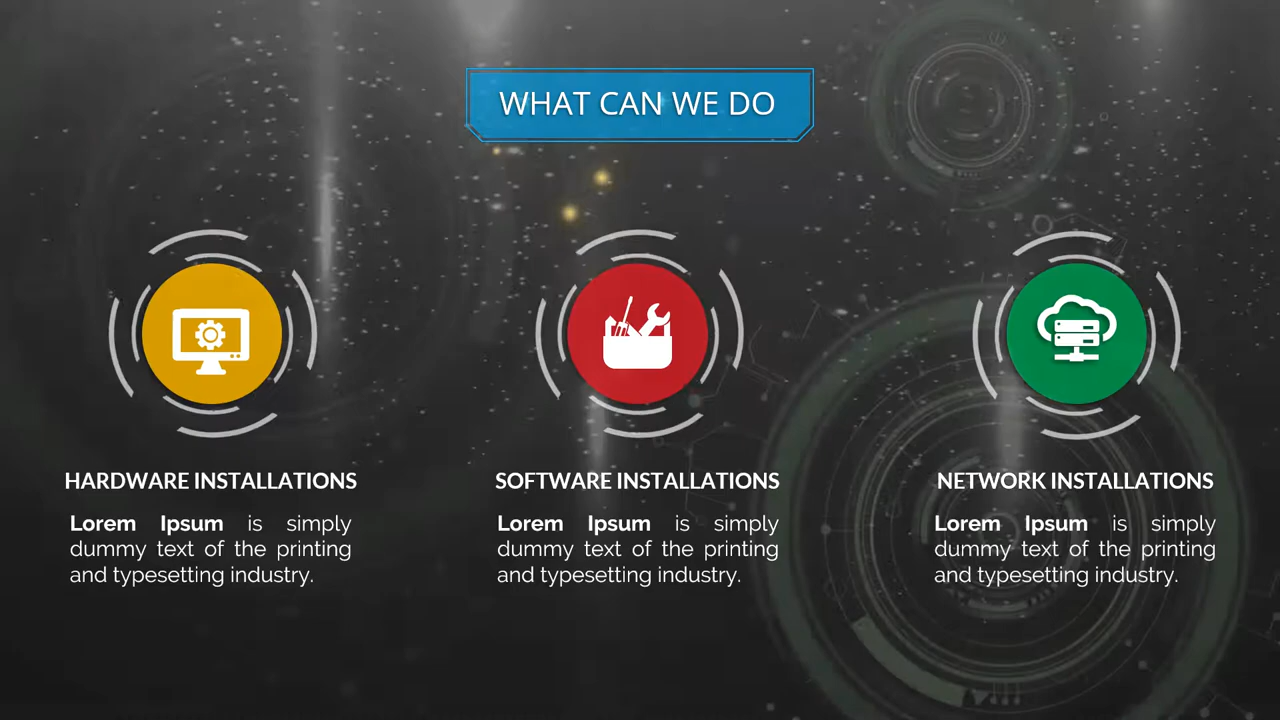 WHAT CAN WE DO
HARDWARE INSTALLATIONS
Lorem Ipsum is simply
dummy text of the printing
and typesetting industry.
SOFTWARE INSTALLATIONS
Lorem Ipsum is simply
dummy text of the printing
and typesetting industry.
NETWORK INSTALLATIONS
Lorem Ipsum is simply
dummy text of the printing
and typesetting industry.